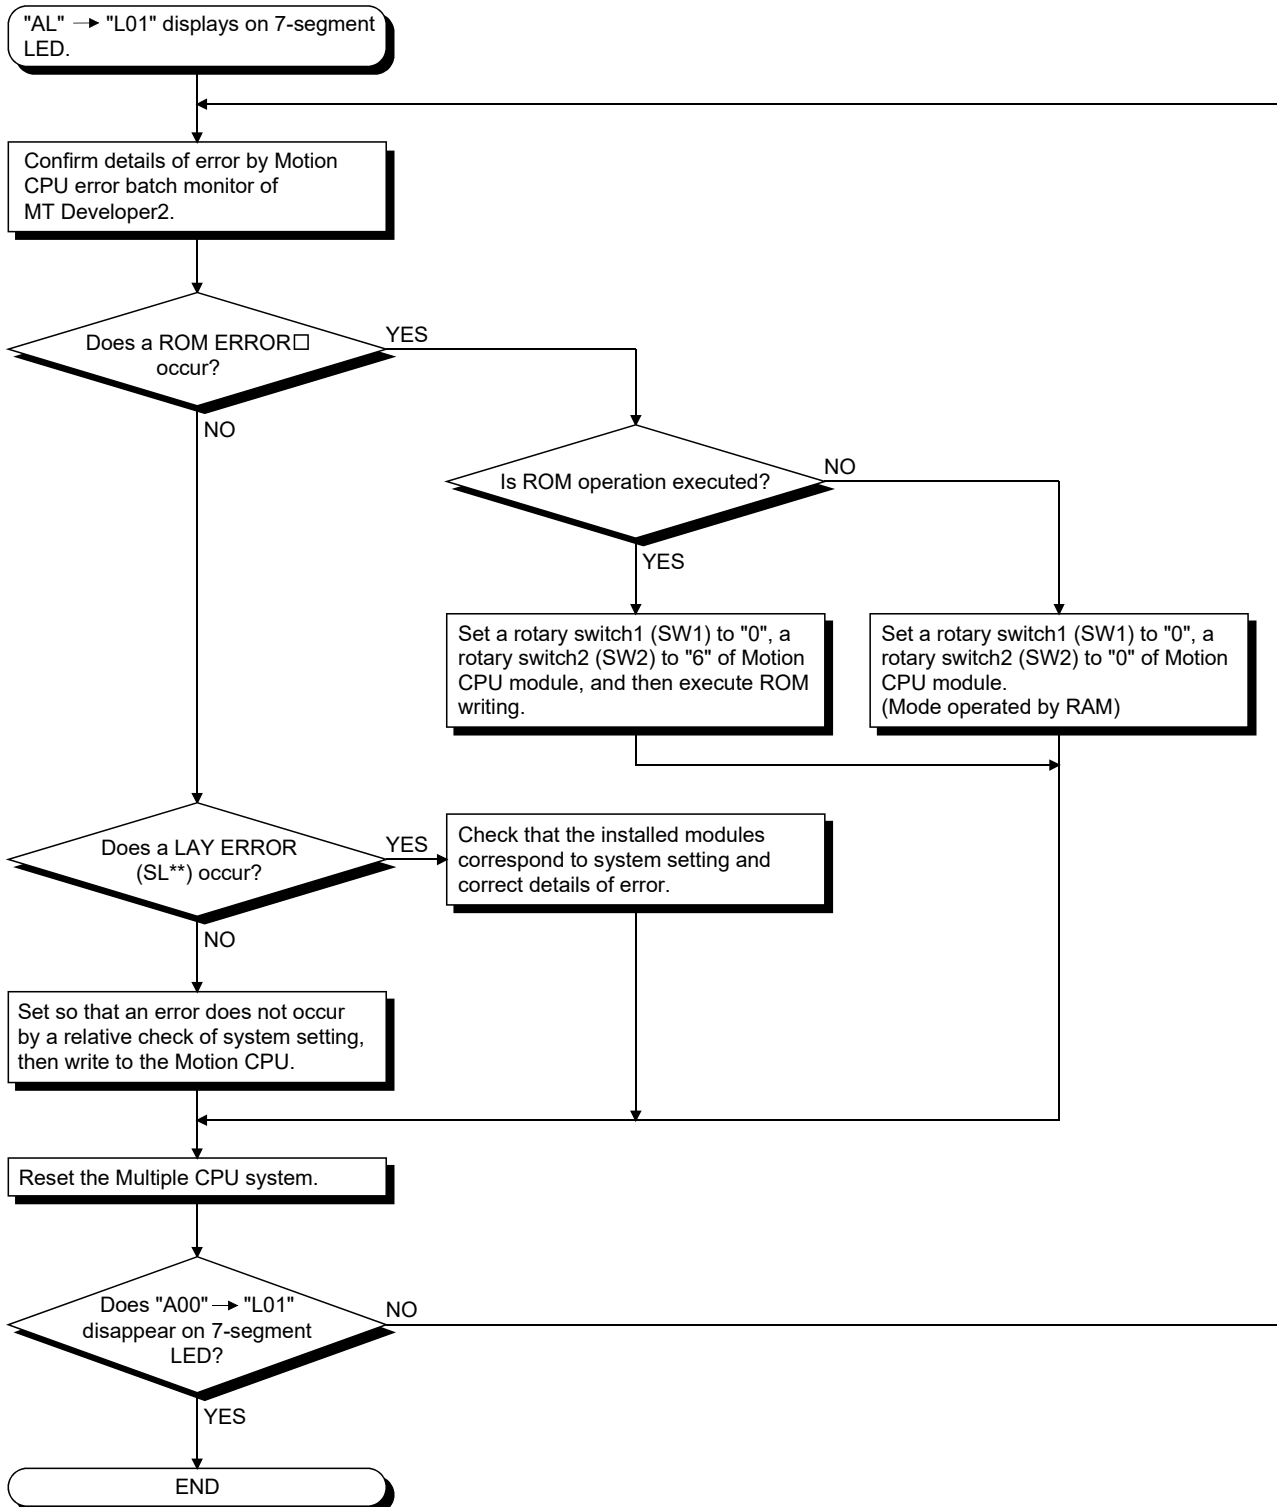 "AL" → "L01" displays on 7-segment
LED.
Confirm details of error by Motion
CPU error batch monitor of
MT Developer2.
Does a ROM ERROR□
occur?
YES
NO
Is ROM operation executed?
NO
YES
Set a rotary switch1 (SW1) to "0", a
rotary switch2 (SW2) to "6" of Motion
CPU module, and then execute ROM
writing.
Set a rotary switch1 (SW1) to "0", a
rotary switch2 (SW2) to "0" of Motion
CPU module.
(Mode operated by RAM)
Does a LAY ERROR
(SL**) occur?
YES
NO
Check that the installed modules
correspond to system setting and
correct details of error.
Set so that an error does not occur
by a relative check of system setting,
then write to the Motion CPU.
Reset the Multiple CPU system.
Does "A00" → "L01"
disappear on 7-segment
LED?
NO
YES
END